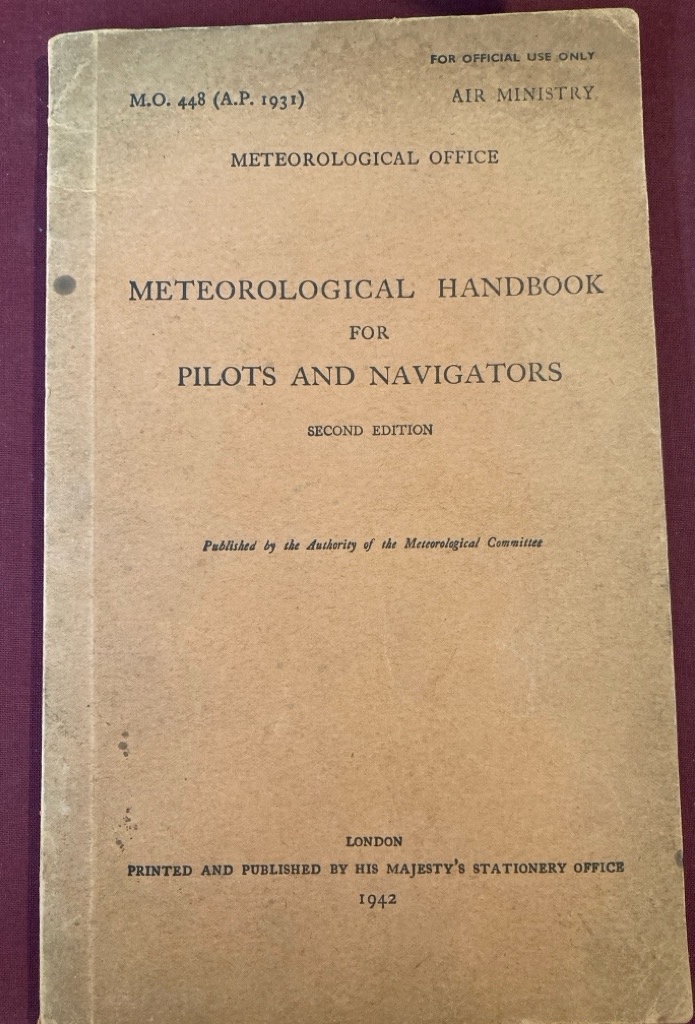 FOR OFFICIAL USE ONLY
M.O. 448 (A.P. 1931) AIR MINISTRY
METEOROLOGICAL OFFICE
METEOROLOGICAL HANDBOOK
FOR
PILOTS AND NAVIGATORS
SECOND EDITION
Published by the Authority of the Meteorological Committee
LONDON
PRINTED AND PUBLISHED BY HIS MAJESTY'S STATIONERY OFFICE
1942